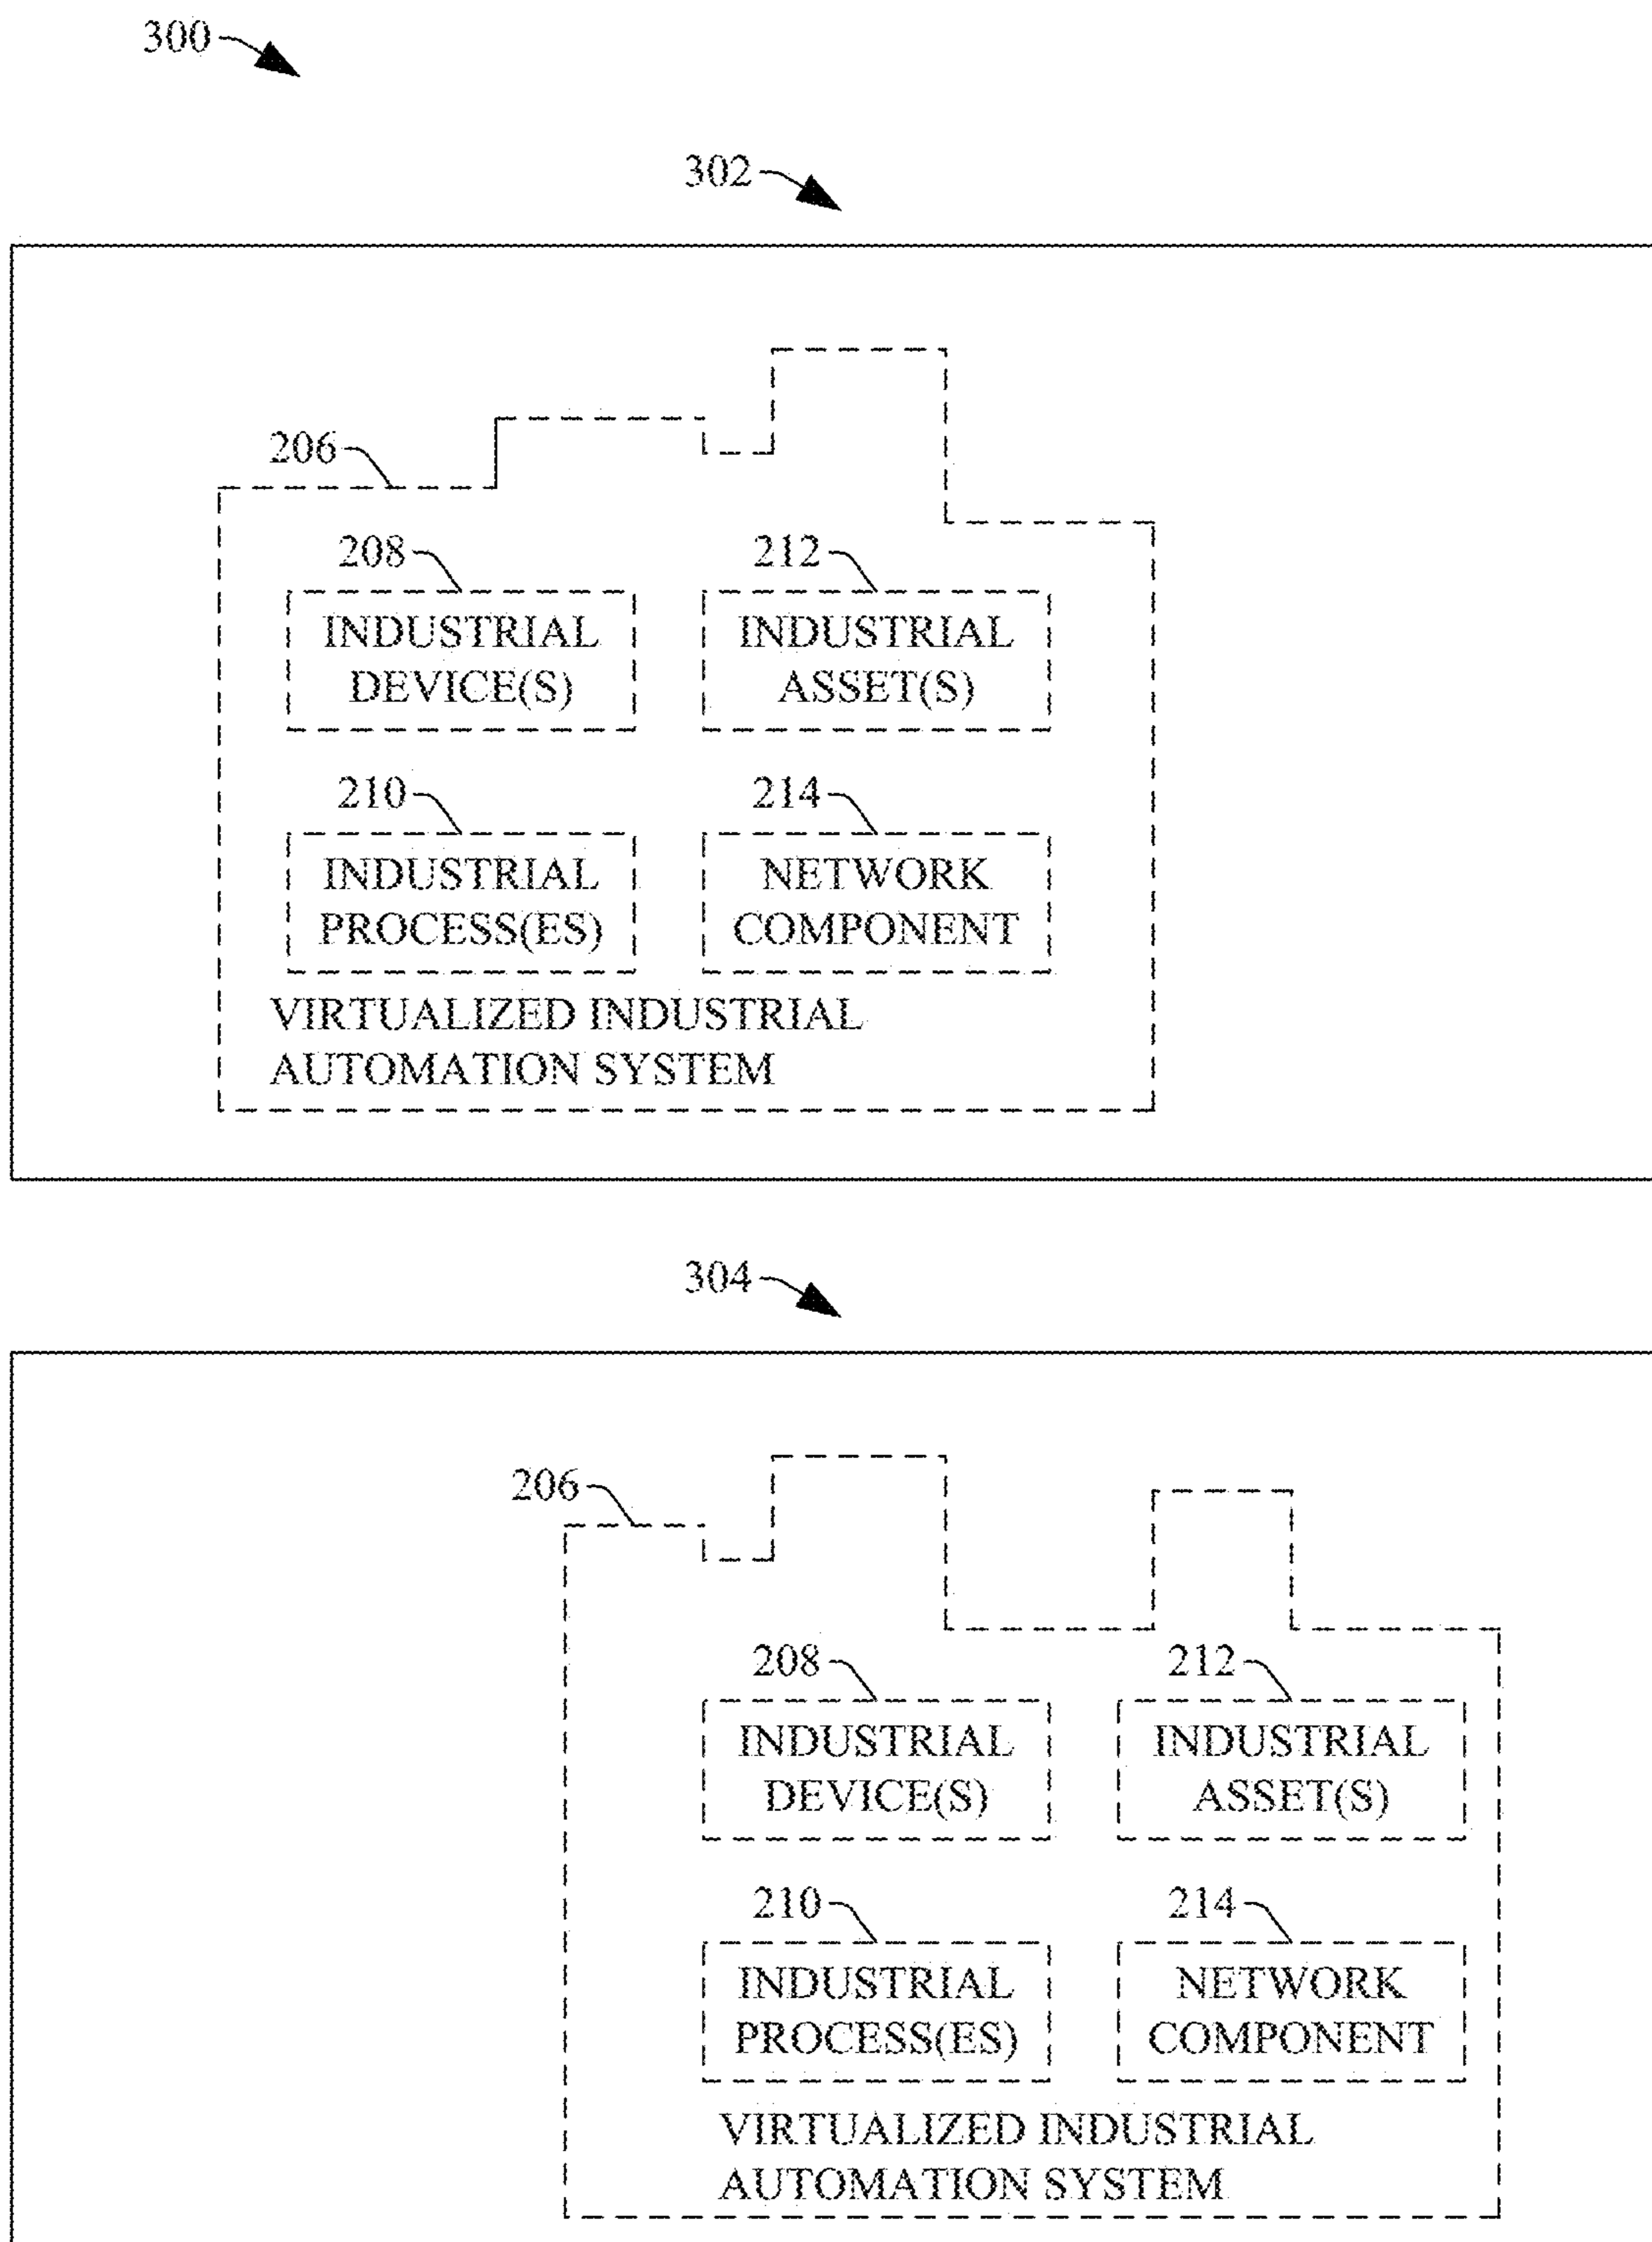 300
302
206
208
212
INDUSTRIAL
DEVICE(S)
INDUSTRIAL
ASSET(S)
210
214
INDUSTRIAL
PROCESS(ES)
NETWORK
COMPONENT
VIRTUALIZED INDUSTRIAL
AUTOMATION SYSTEM
304
206
208
212
INDUSTRIAL
DEVICE(S)
INDUSTRIAL
ASSET(S)
210
214
INDUSTRIAL
PROCESS(ES)
NETWORK
COMPONENT
VIRTUALIZED INDUSTRIAL
AUTOMATION SYSTEM